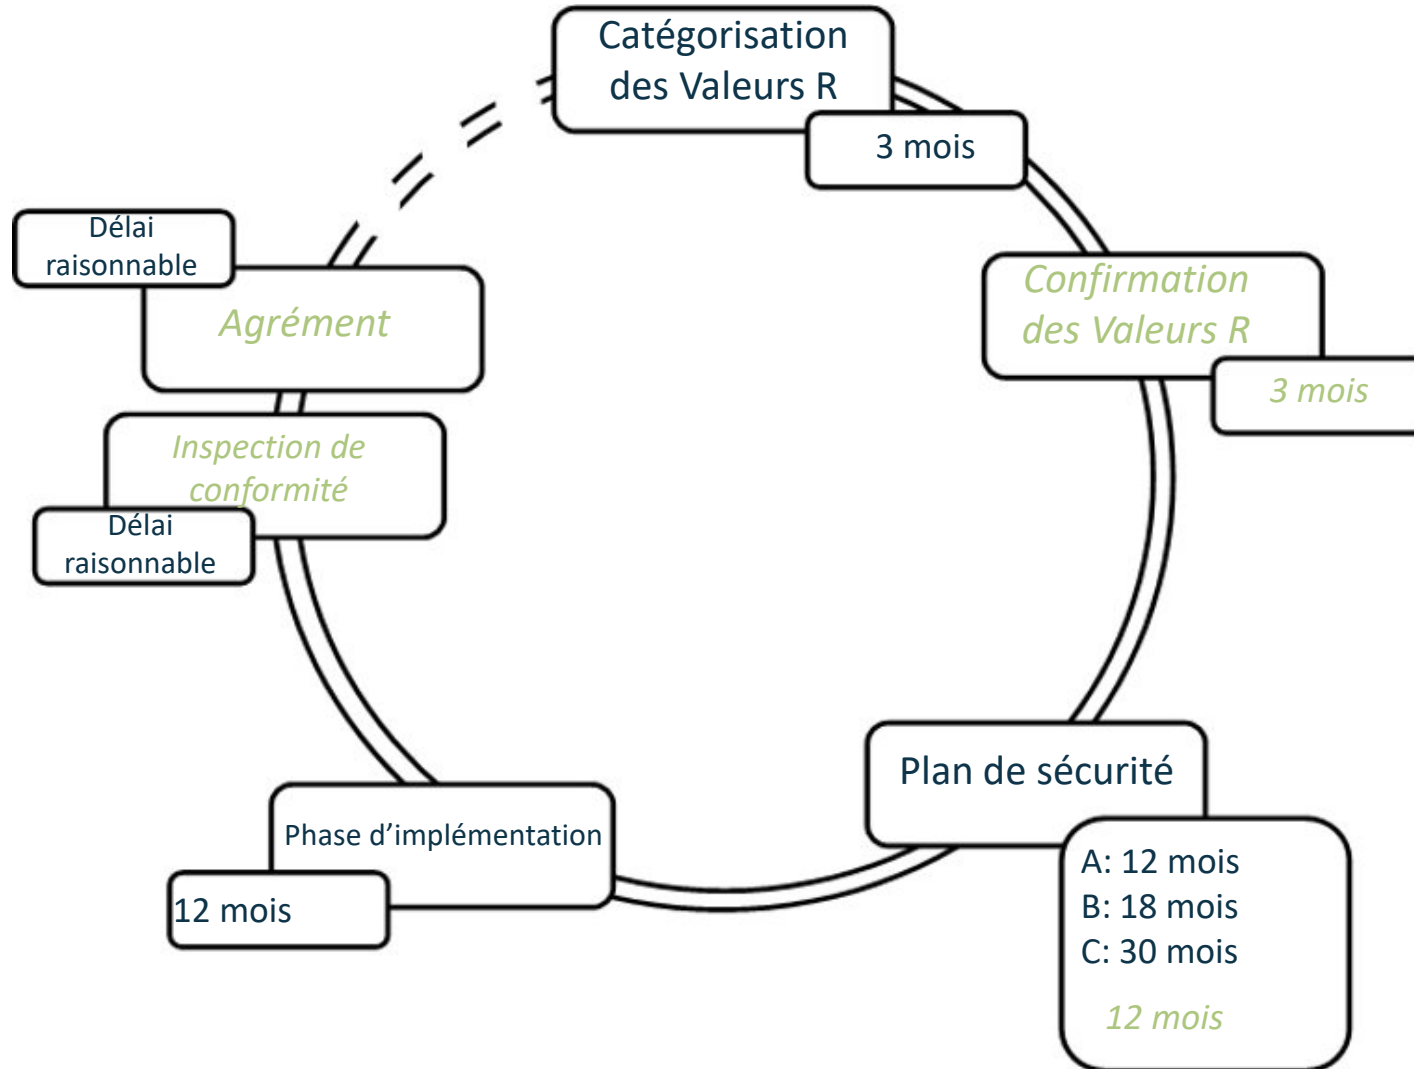 Catégorisation
des Valeurs R
3 mois
Confirmation
des Valeurs R
3 mois
Plan de sécurité
A: 12 mois
B: 18 mois
C: 30 mois
12 mois
Phase d’implémentation
12 mois
Inspection de
conformité
Délai
raisonnable
Agrément
Délai
raisonnable